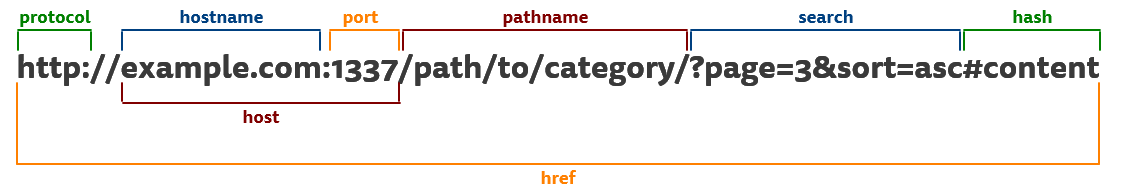 protocol hostname port pathname search hash
http://example.com:1337/path/to/category/?page=3&sort=asc#content
host
href